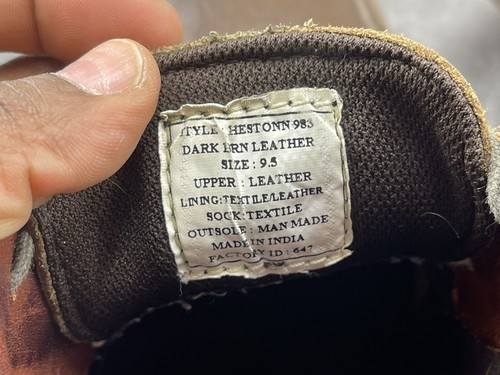 STYLE : HESTONN 983
DARK BRN LEATHER
SIZE : 9.5
UPPER : LEATHER
LINING:TEXTILE/LEATHER
SOCK:TEXTILE
OUTSOLE : MAN MADE
MADE IN INDIA
FACTORY ID : 647